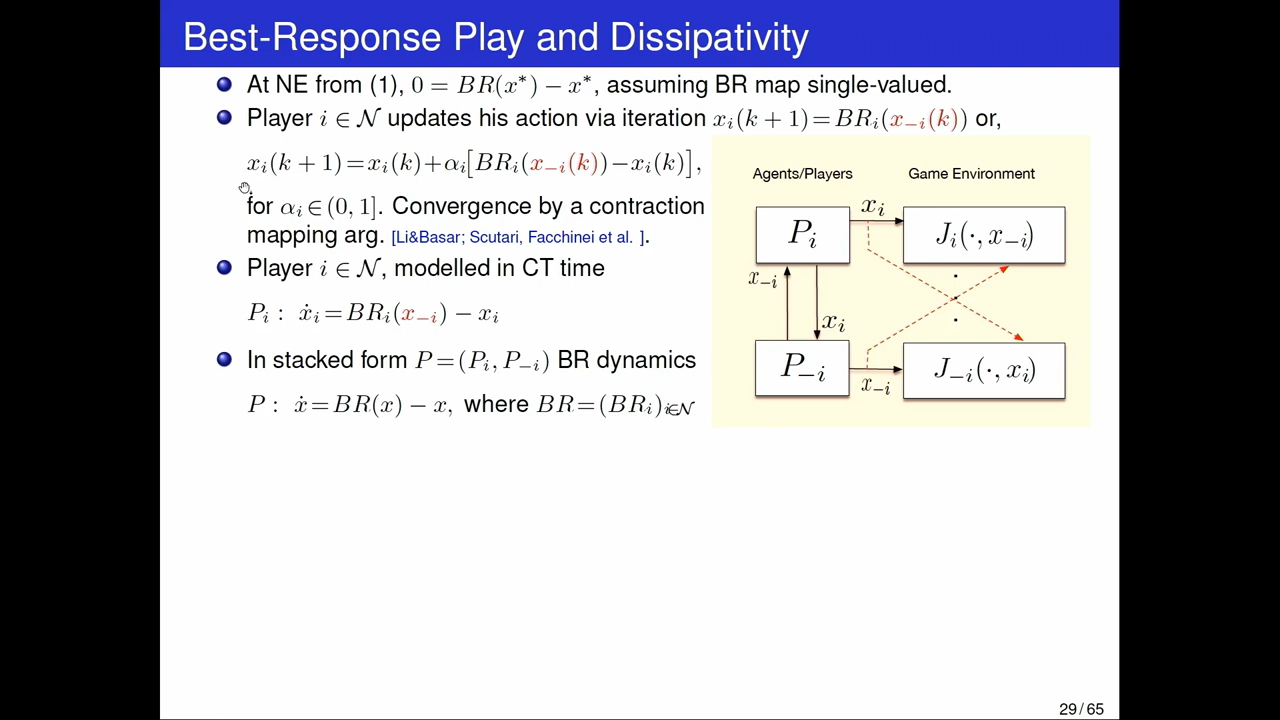 Best-Response Play and Dissipativity
At NE from (1), 0 = BR(x*) − x*, assuming BR map single-valued.
Player i ∈ 𝒩 updates his action via iteration x_i(k + 1) = BR_i(x_{−i}(k)) or,
x_i(k + 1) = x_i(k) + α_i[BR_i(x_{−i}(k)) − x_i(k)],
for α_i ∈ (0, 1]. Convergence by a contraction
mapping arg. [Li&Basar; Scutari, Facchinei et al. ].
Player i ∈ 𝒩, modelled in CT time
P_i : ẋ_i = BR_i(x_{−i}) − x_i
In stacked form P = (P_i, P_{−i}) BR dynamics
P : ẋ = BR(x) − x, where BR = (BR_i)_{i∈𝒩}
Agents/Players
Game Environment
P_i
x_i
J_i(·, x_{−i})
x_{−i}
x_i
P_{−i}
x_{−i}
J_{−i}(·, x_i)
29 / 65